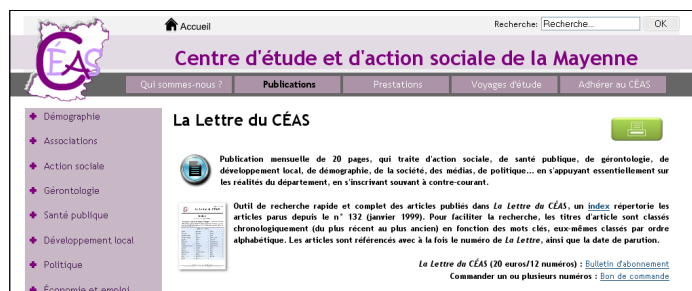 Accueil
Recherche: Recherche... OK
CÉAS
Centre d'étude et d'action sociale de la Mayenne
Qui sommes-nous ? Publications Prestations Voyages d'étude Adhérer au CÉAS
Démographie
Associations
Action sociale
Gérontologie
Santé publique
Développement local
Politique
Économie et emploi
La Lettre du CÉAS
Publication mensuelle de 20 pages, qui traite d'action sociale, de santé publique, de gérontologie, de
développement local, de démographie, de la société, des médias, de politique... en s'appuyant essentiellement sur
les réalités du département, en s'inscrivant souvant à contre-courant.
Outil de recherche rapide et complet des articles publiés dans La Lettre du CÉAS, un index répertorie les
articles parus depuis le n° 132 (janvier 1999). Pour faciliter la recherche, les titres d'article sont classés
chronologiquement (du plus récent au plus ancien) en fonction des mots clés, eux-mêmes classés par ordre
alphabétique. Les articles sont référencés avec à la fois le numéro de La Lettre, ainsi que la date de parution.
La Lettre du CÉAS (20 euros/12 numéros) : Bulletin d'abonnement
Commander un ou plusieurs numéros : Bon de commande